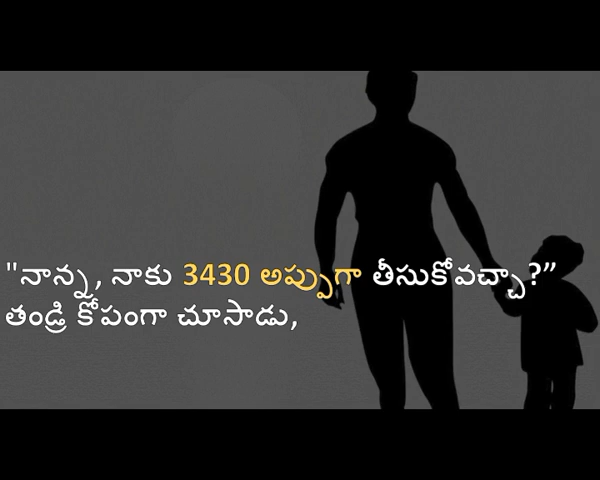 "నాన్న, నాకు 3430 అప్పుగా తీసుకోవచ్చా?”
తండ్రి కోపంగా చూసాడు,